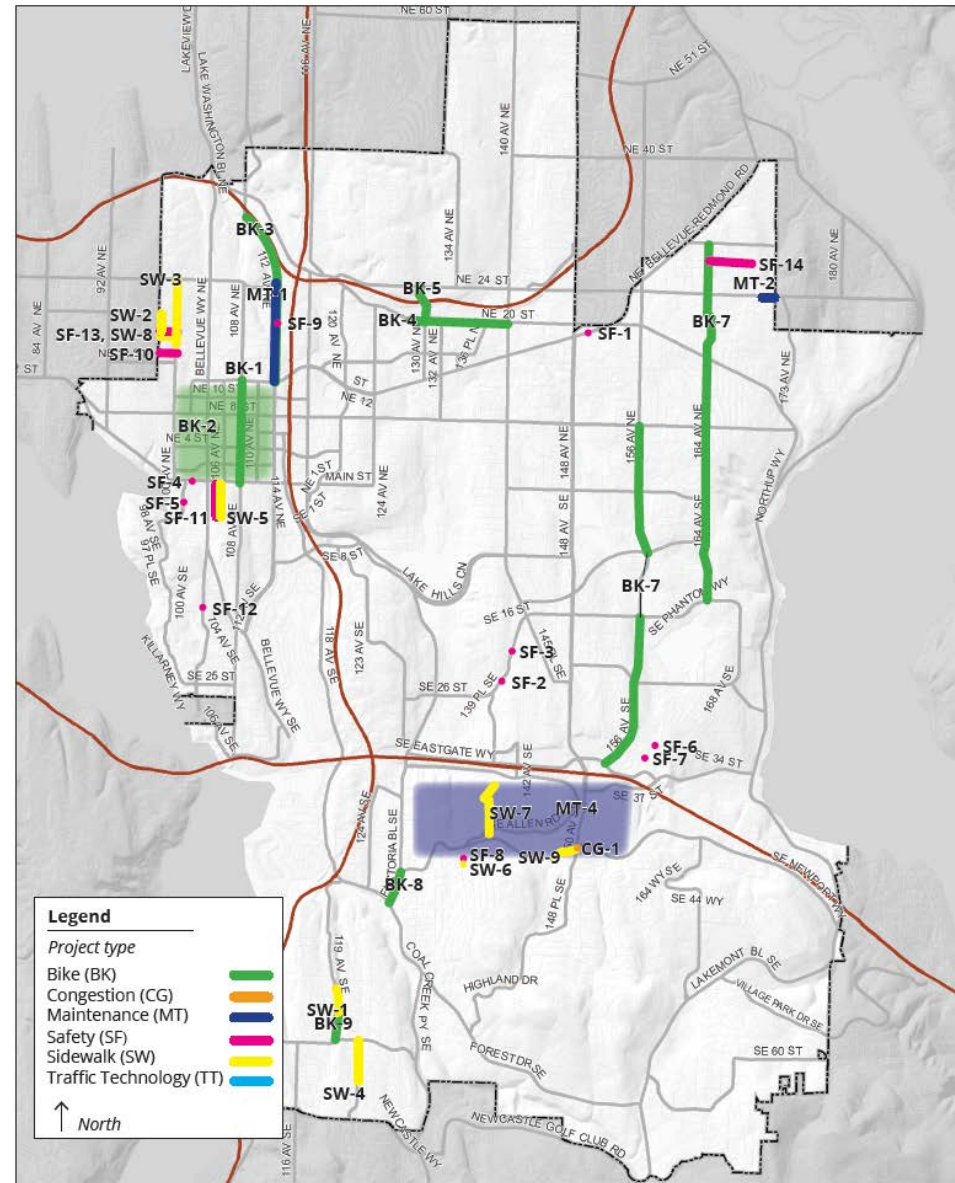 NE 60 ST
LAKEVIEW D
LAKE WASHINGTON BL NE
116 AV NE
NE 51 ST
140 AV NE
NE 40 ST
NE BELLEVUE-REDMOND RD
134 AV NE
180 AV NE
92 AV NE
BK-3
112 AV NE
SF-14
NE 24 ST
MT-2
SW-3
BK-5
MT-1
BELLEVUE WY NE
108 AV NE
SW-2
84 AV NE
SF-13, SW-8
SF-9
BK-4
NE 20 ST
BK-7
SF-1
120 AV NE
130 AV NE
132 AV NE
136 PL N
SF-10
BK-1
ST
NE 12
173 AV NE
NE 10 ST
NE 8 ST
BK-2
NE 4 ST
106 AV NE
110 AV NE
148 AV NE
156 AV NE
164 AV NE
NE 1 ST
MAIN ST
124 AV NE
114 AV NE
SF-4
NORTHUP WY
SF-5
SF-11
SW-5
98 AV SE
97 PL SE
108 AV SE
148 AV SE
164 AV SE
SE 8 ST
LAKE HILLS CN
BK-7
SE PHANTOM WY
SE 16 ST
100 AV SE
SF-12
104 AV SE
112 AV SE
118 AV SE
123 AV SE
145 PL SE
SF-3
KILLARNEY WY
BELLEVUE WY SE
SE 25 ST
SF-2
SE 26 ST
139 PL SE
168 AV SE
106 AV SE
156 AV SE
SF-6
SF-7
SE 34 ST
SE EASTGATE WY
142 AV SE
SE 37 ST
124 AV SE
SW-7
MT-4
E ALLEN RD
SF-8
SW-9
CG-1
SW-6
SE NEWPORT WY
BK-8
148 PL SE
164 WY SE
SE 44 WY
119 AV SE
COAL CREEK PY SE
HIGHLAND DR
LAKEMONT BL SE
VILLAGE PARK DR SE
SW-1
BK-9
FOREST DR SE
SE 60 ST
SW-4
NEWCASTLE WY
NEWCASTLE GOLF CLUB RD
116 AV SE
Legend
Project type
Bike (BK)
Congestion (CG)
Maintenance (MT)
Safety (SF)
Sidewalk (SW)
Traffic Technology (TT)
North